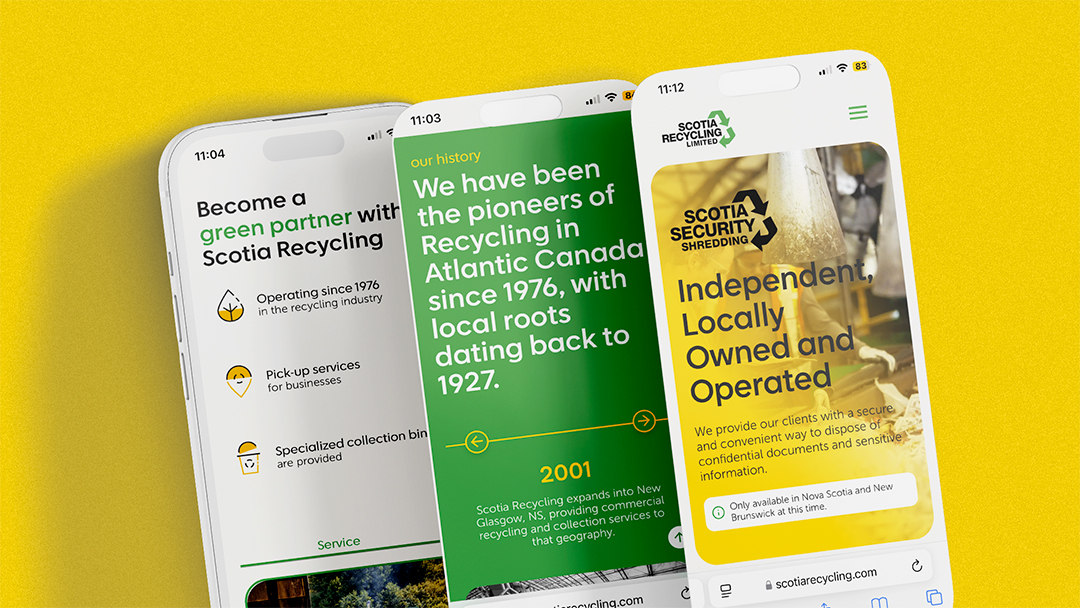 11:04
Become a
green partner with
Scotia Recycling
Operating since 1976
in the recycling industry
Pick-up services
for businesses
Specialized collection bin
are provided
Service
11:03
our history
We have been
the pioneers of
Recycling in
Atlantic Canada
since 1976, with
local roots
dating back to
1927.
2001
Scotia Recycling expands into New
Glasgow, NS, providing commercial
recycling and collection services to
that geography.
scotiarecycling.com
11:12
83
SCOTIA
RECYCLING
LIMITED
SCOTIA
SECURITY
SHREDDING
Independent,
Locally
Owned and
Operated
We provide our clients with a secure
and convenient way to dispose of
confidential documents and sensitive
information.
Only available in Nova Scotia and New
Brunswick at this time.
scotiarecycling.com